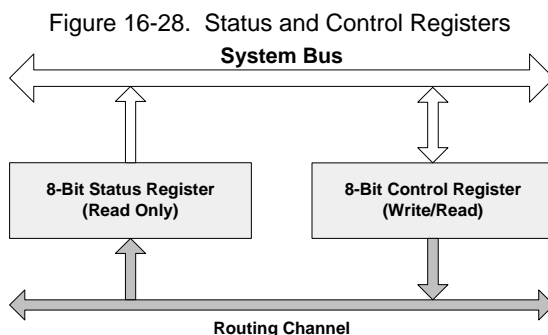 Figure 16-28.  Status and Control Registers
System Bus
8-Bit Status Register
(Read Only)
8-Bit Control Register
(Write/Read)
Routing Channel